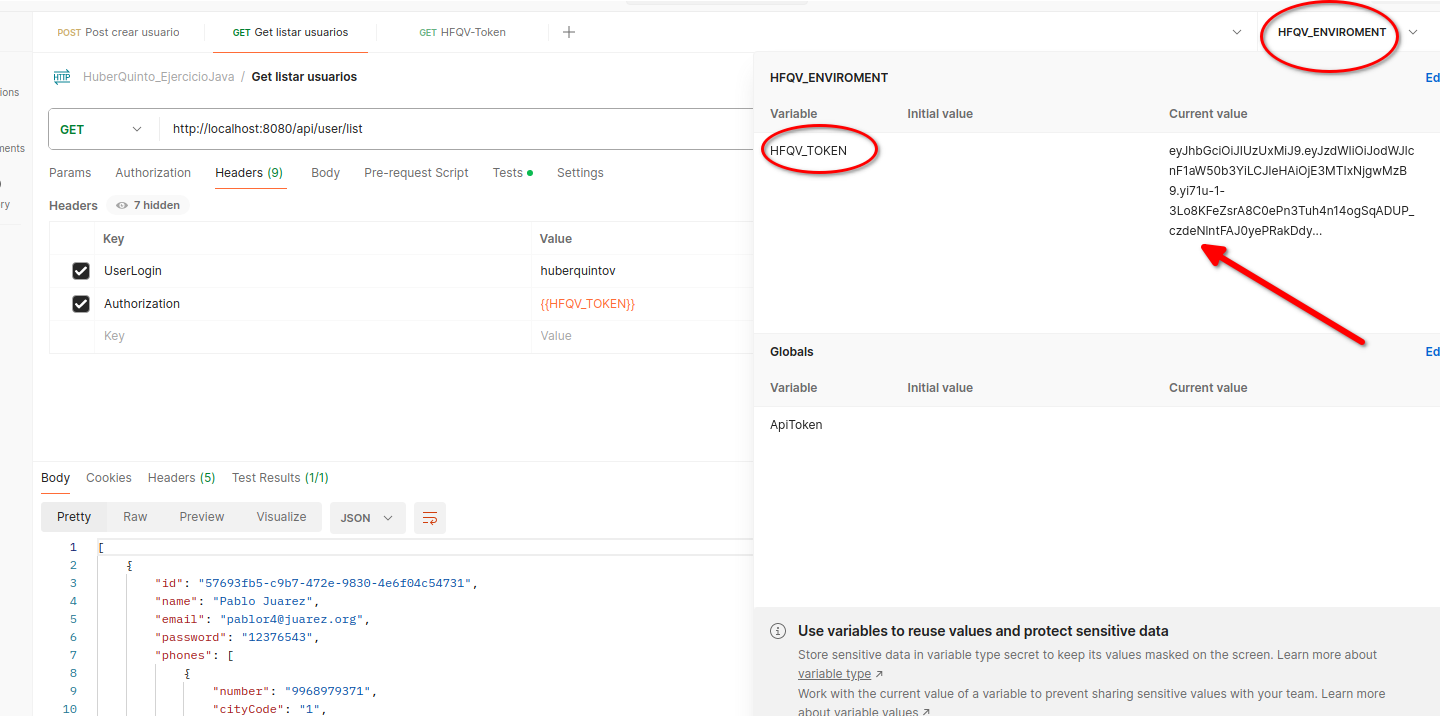 POST Post crear usuario GET Get listar usuarios GET HFQV-Token + HFQV_ENVIROMENT
HTTP HuberQuinto_EjercicioJava / Get listar usuarios
GET http://localhost:8080/api/user/list
Params Authorization Headers (9) Body Pre-request Script Tests Settings
Headers 7 hidden
Key Value
UserLogin huberquintov
Authorization {{HFQV_TOKEN}}
Key Value
ions
ments
ry
HFQV_ENVIROMENT Ed
Variable Initial value Current value
HFQV_TOKEN
eyJhbGciOiJIUzUxMiJ9.eyJzdWIiOiJodWJlc
nF1aW50b3YiLCJleHAiOjE3MTIxNjgwMzB
9.yi71u-1-
3Lo8KFeZsrA8C0ePn3Tuh4n14ogSqADUP_
czdeNlntFAJ0yePRakDdy...
Globals Ed
Variable Initial value Current value
ApiToken
Body Cookies Headers (5) Test Results (1/1)
Pretty Raw Preview Visualize JSON
1 [
2 {
3 "id": "57693fb5-c9b7-472e-9830-4e6f04c54731",
4 "name": "Pablo Juarez",
5 "email": "pablor4@juarez.org",
6 "password": "12376543",
7 "phones": [
8 {
9 "number": "9968979371",
10 "cityCode": "1",
Use variables to reuse values and protect sensitive data
Store sensitive data in variable type secret to keep its values masked on the screen. Learn more about
variable type ↗
Work with the current value of a variable to prevent sharing sensitive values with your team. Learn more
about variable values ↗